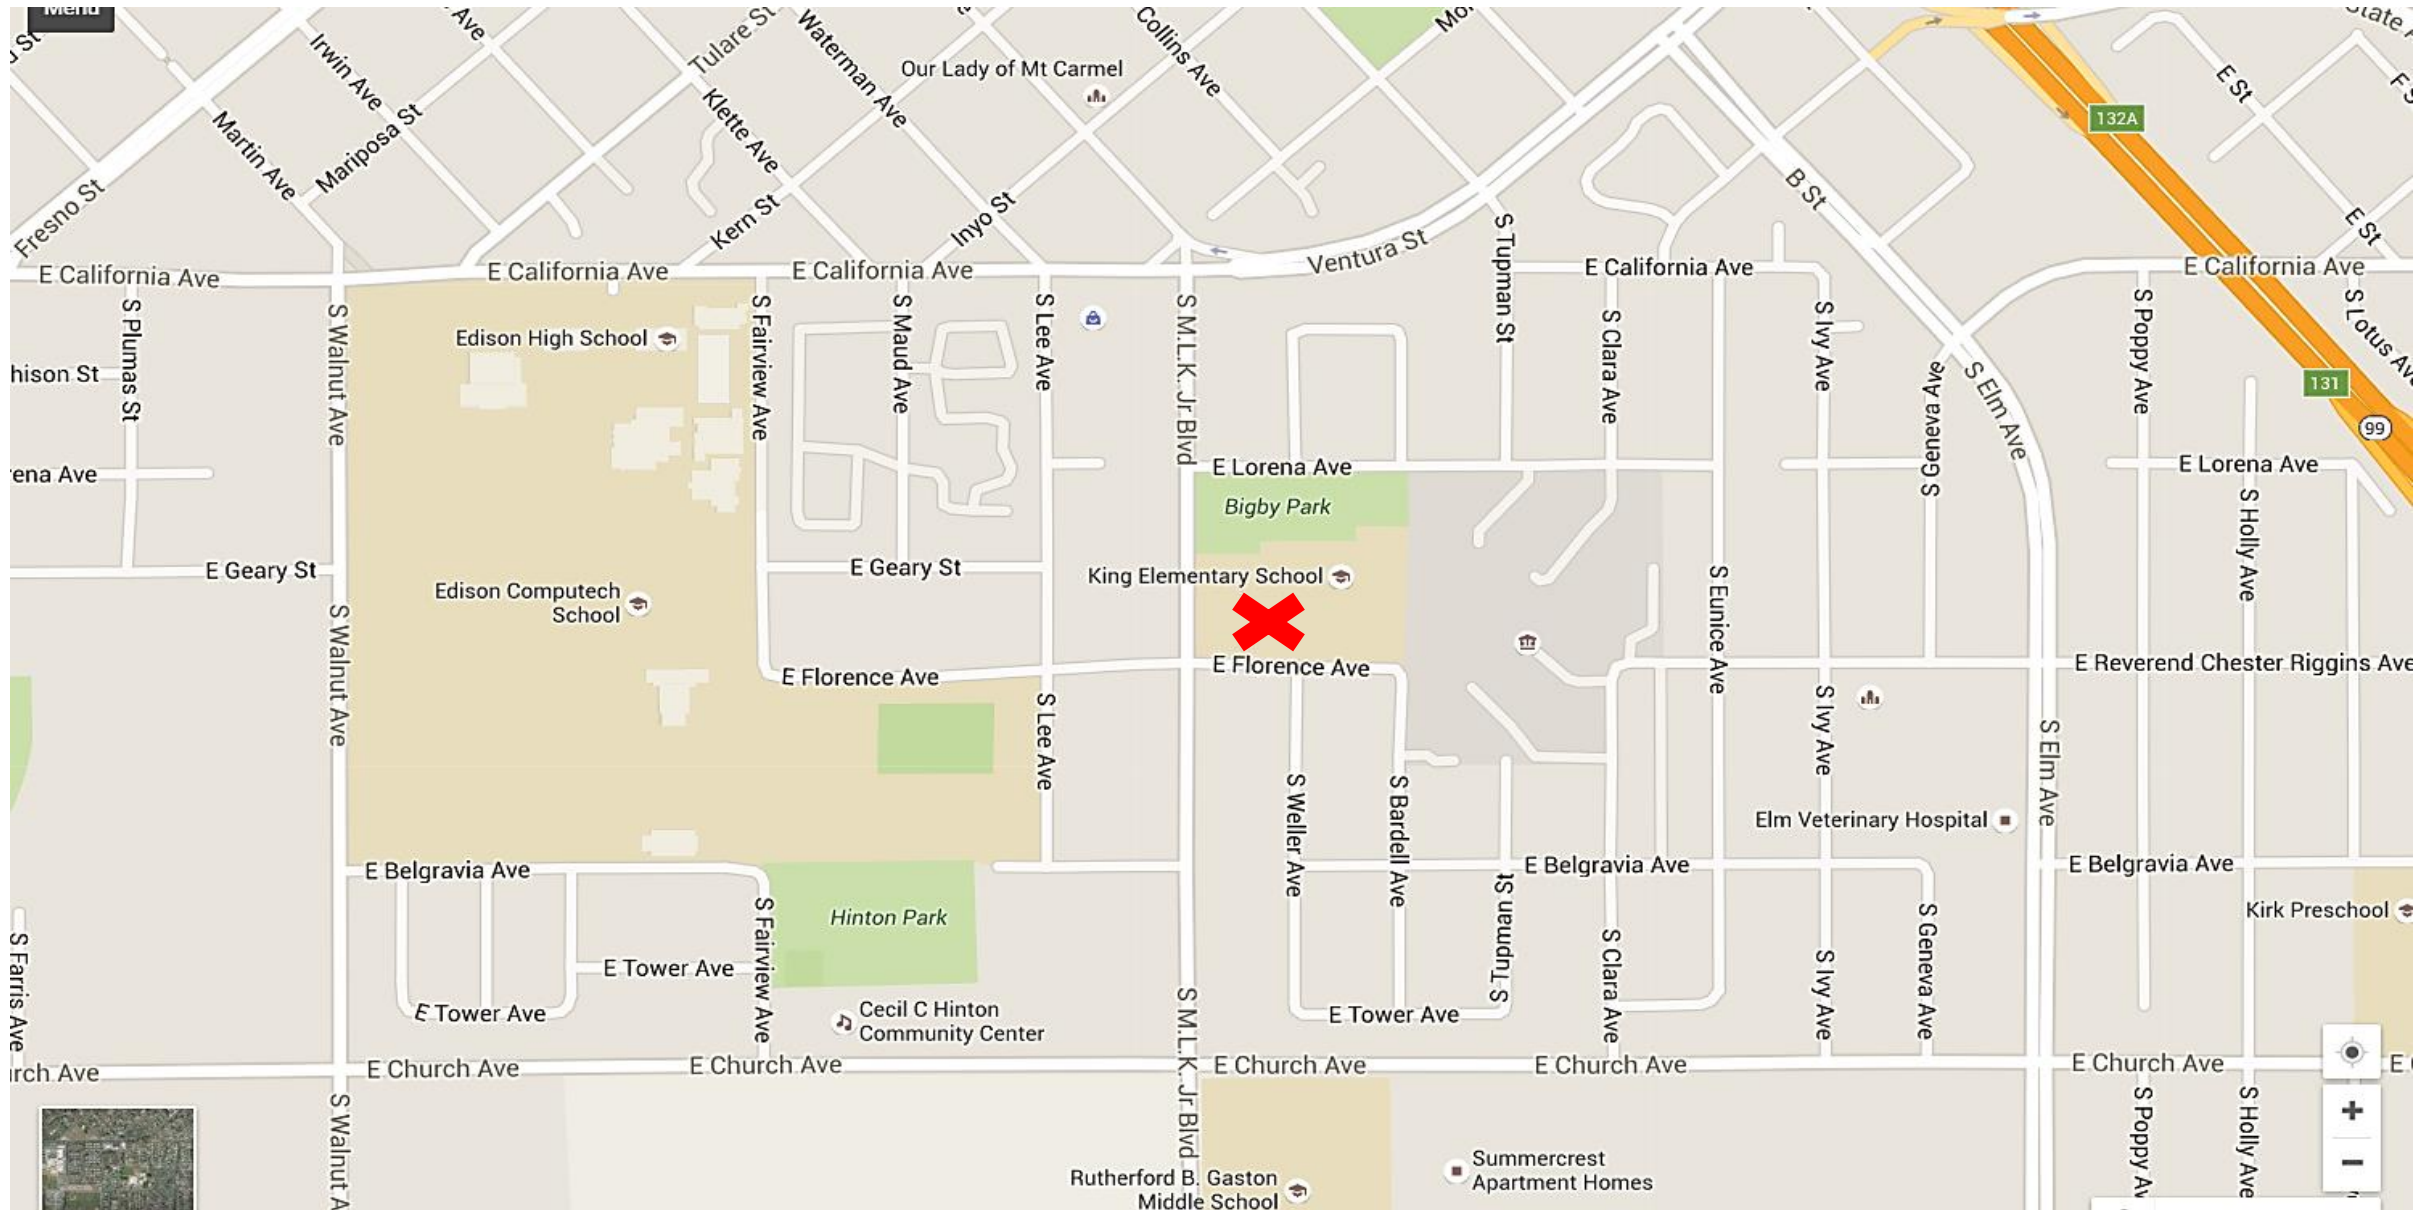 Menu
Irwin Ave
Tulare St
Waterman Ave
Collins Ave
Our Lady of Mt Carmel
E St
132A
Mariposa St
Martin Ave
Klette Ave
Fresno St
Kern St
Inyo St
B St
E St
Ventura St
S Tupman St
E California Ave
E California Ave
E California Ave
E California Ave
E California Ave
S Plumas St
S Walnut Ave
Edison High School
S Fairview Ave
S Maud Ave
S Lee Ave
S M.L.K. Jr Blvd
S Clara Ave
S Ivy Ave
S Geneva Ave
S Elm Ave
S Poppy Ave
S Lotus Ave
131
99
hison St
ena Ave
E Lorena Ave
E Lorena Ave
Bigby Park
S Holly Ave
E Geary St
E Geary St
King Elementary School
S Eunice Ave
Edison Computech
School
S Walnut Ave
E Florence Ave
E Florence Ave
E Reverend Chester Riggins Ave
S Lee Ave
S Ivy Ave
S Elm Ave
S Weller Ave
S Bardell Ave
Elm Veterinary Hospital
E Belgravia Ave
E Belgravia Ave
E Belgravia Ave
S Tupman St
Kirk Preschool
Hinton Park
S Fairview Ave
S Farris Ave
E Tower Ave
E Tower Ave
E Tower Ave
Cecil C Hinton
Community Center
S Clara Ave
S Ivy Ave
S Geneva Ave
S M.L.K. Jr Blvd
rch Ave
E Church Ave
E Church Ave
E Church Ave
E Church Ave
E Church Ave
E
S Walnut A
S Poppy Av
S Holly Ave
Rutherford B. Gaston
Middle School
Summercrest
Apartment Homes